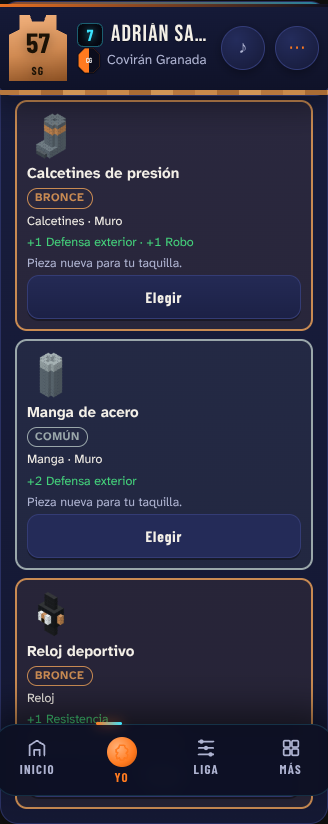 57
SG
7
ADRIÁN SA...
CG
Covirán Granada
Calcetines de presión
BRONCE
Calcetines · Muro
+1 Defensa exterior · +1 Robo
Pieza nueva para tu taquilla.
Elegir
Manga de acero
COMÚN
Manga · Muro
+2 Defensa exterior
Pieza nueva para tu taquilla.
Elegir
Reloj deportivo
BRONCE
Reloj
+1 Resistencia
INICIO
YO
LIGA
MÁS